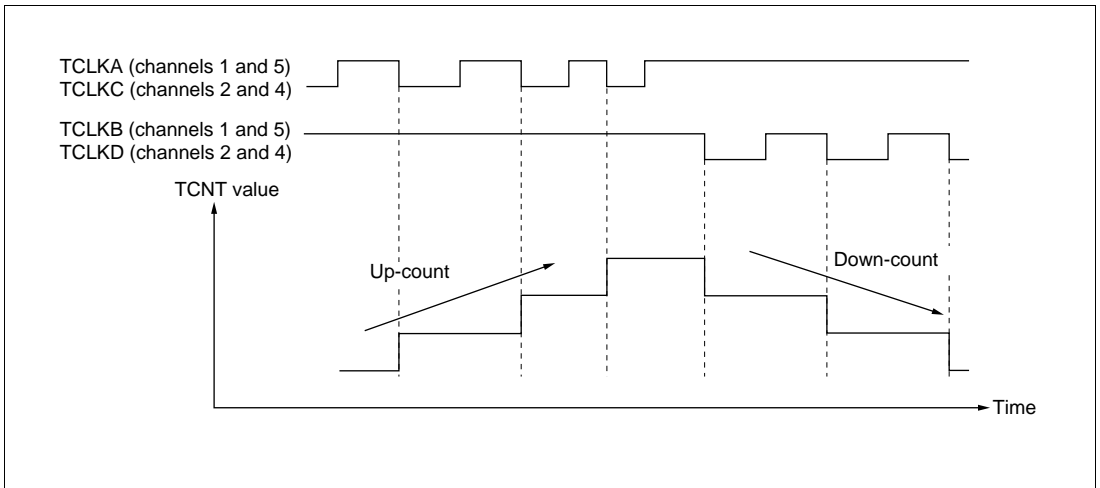 TCLKA (channels 1 and 5)
TCLKC (channels 2 and 4)
TCLKB (channels 1 and 5)
TCLKD (channels 2 and 4)
TCNT value
Up-count
Down-count
Time